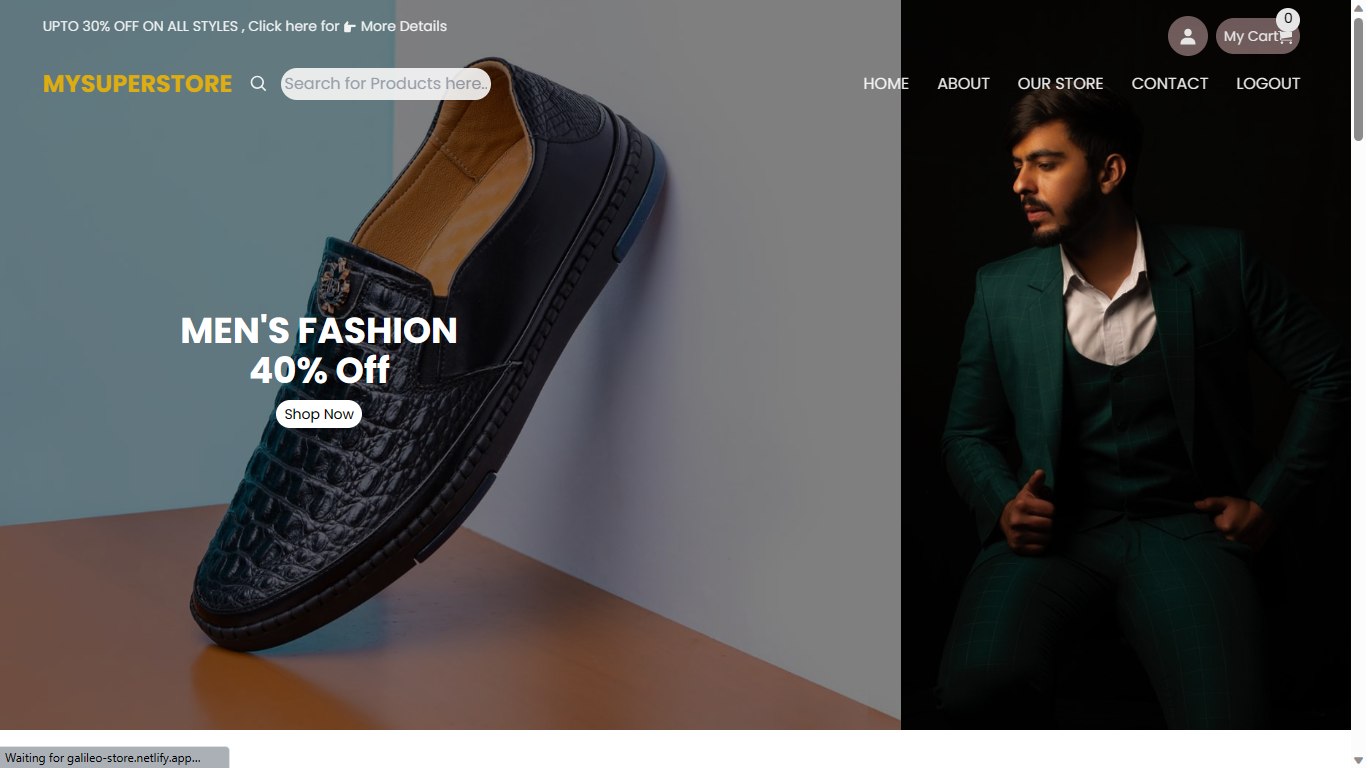 UPTO 30% OFF ON ALL STYLES , Click here for More Details
0
My Cart
MYSUPERSTORE
Search for Products here..
HOME ABOUT OUR STORE CONTACT LOGOUT
MEN'S FASHION
40% Off
Shop Now
Waiting for galileo-store.netlify.app...